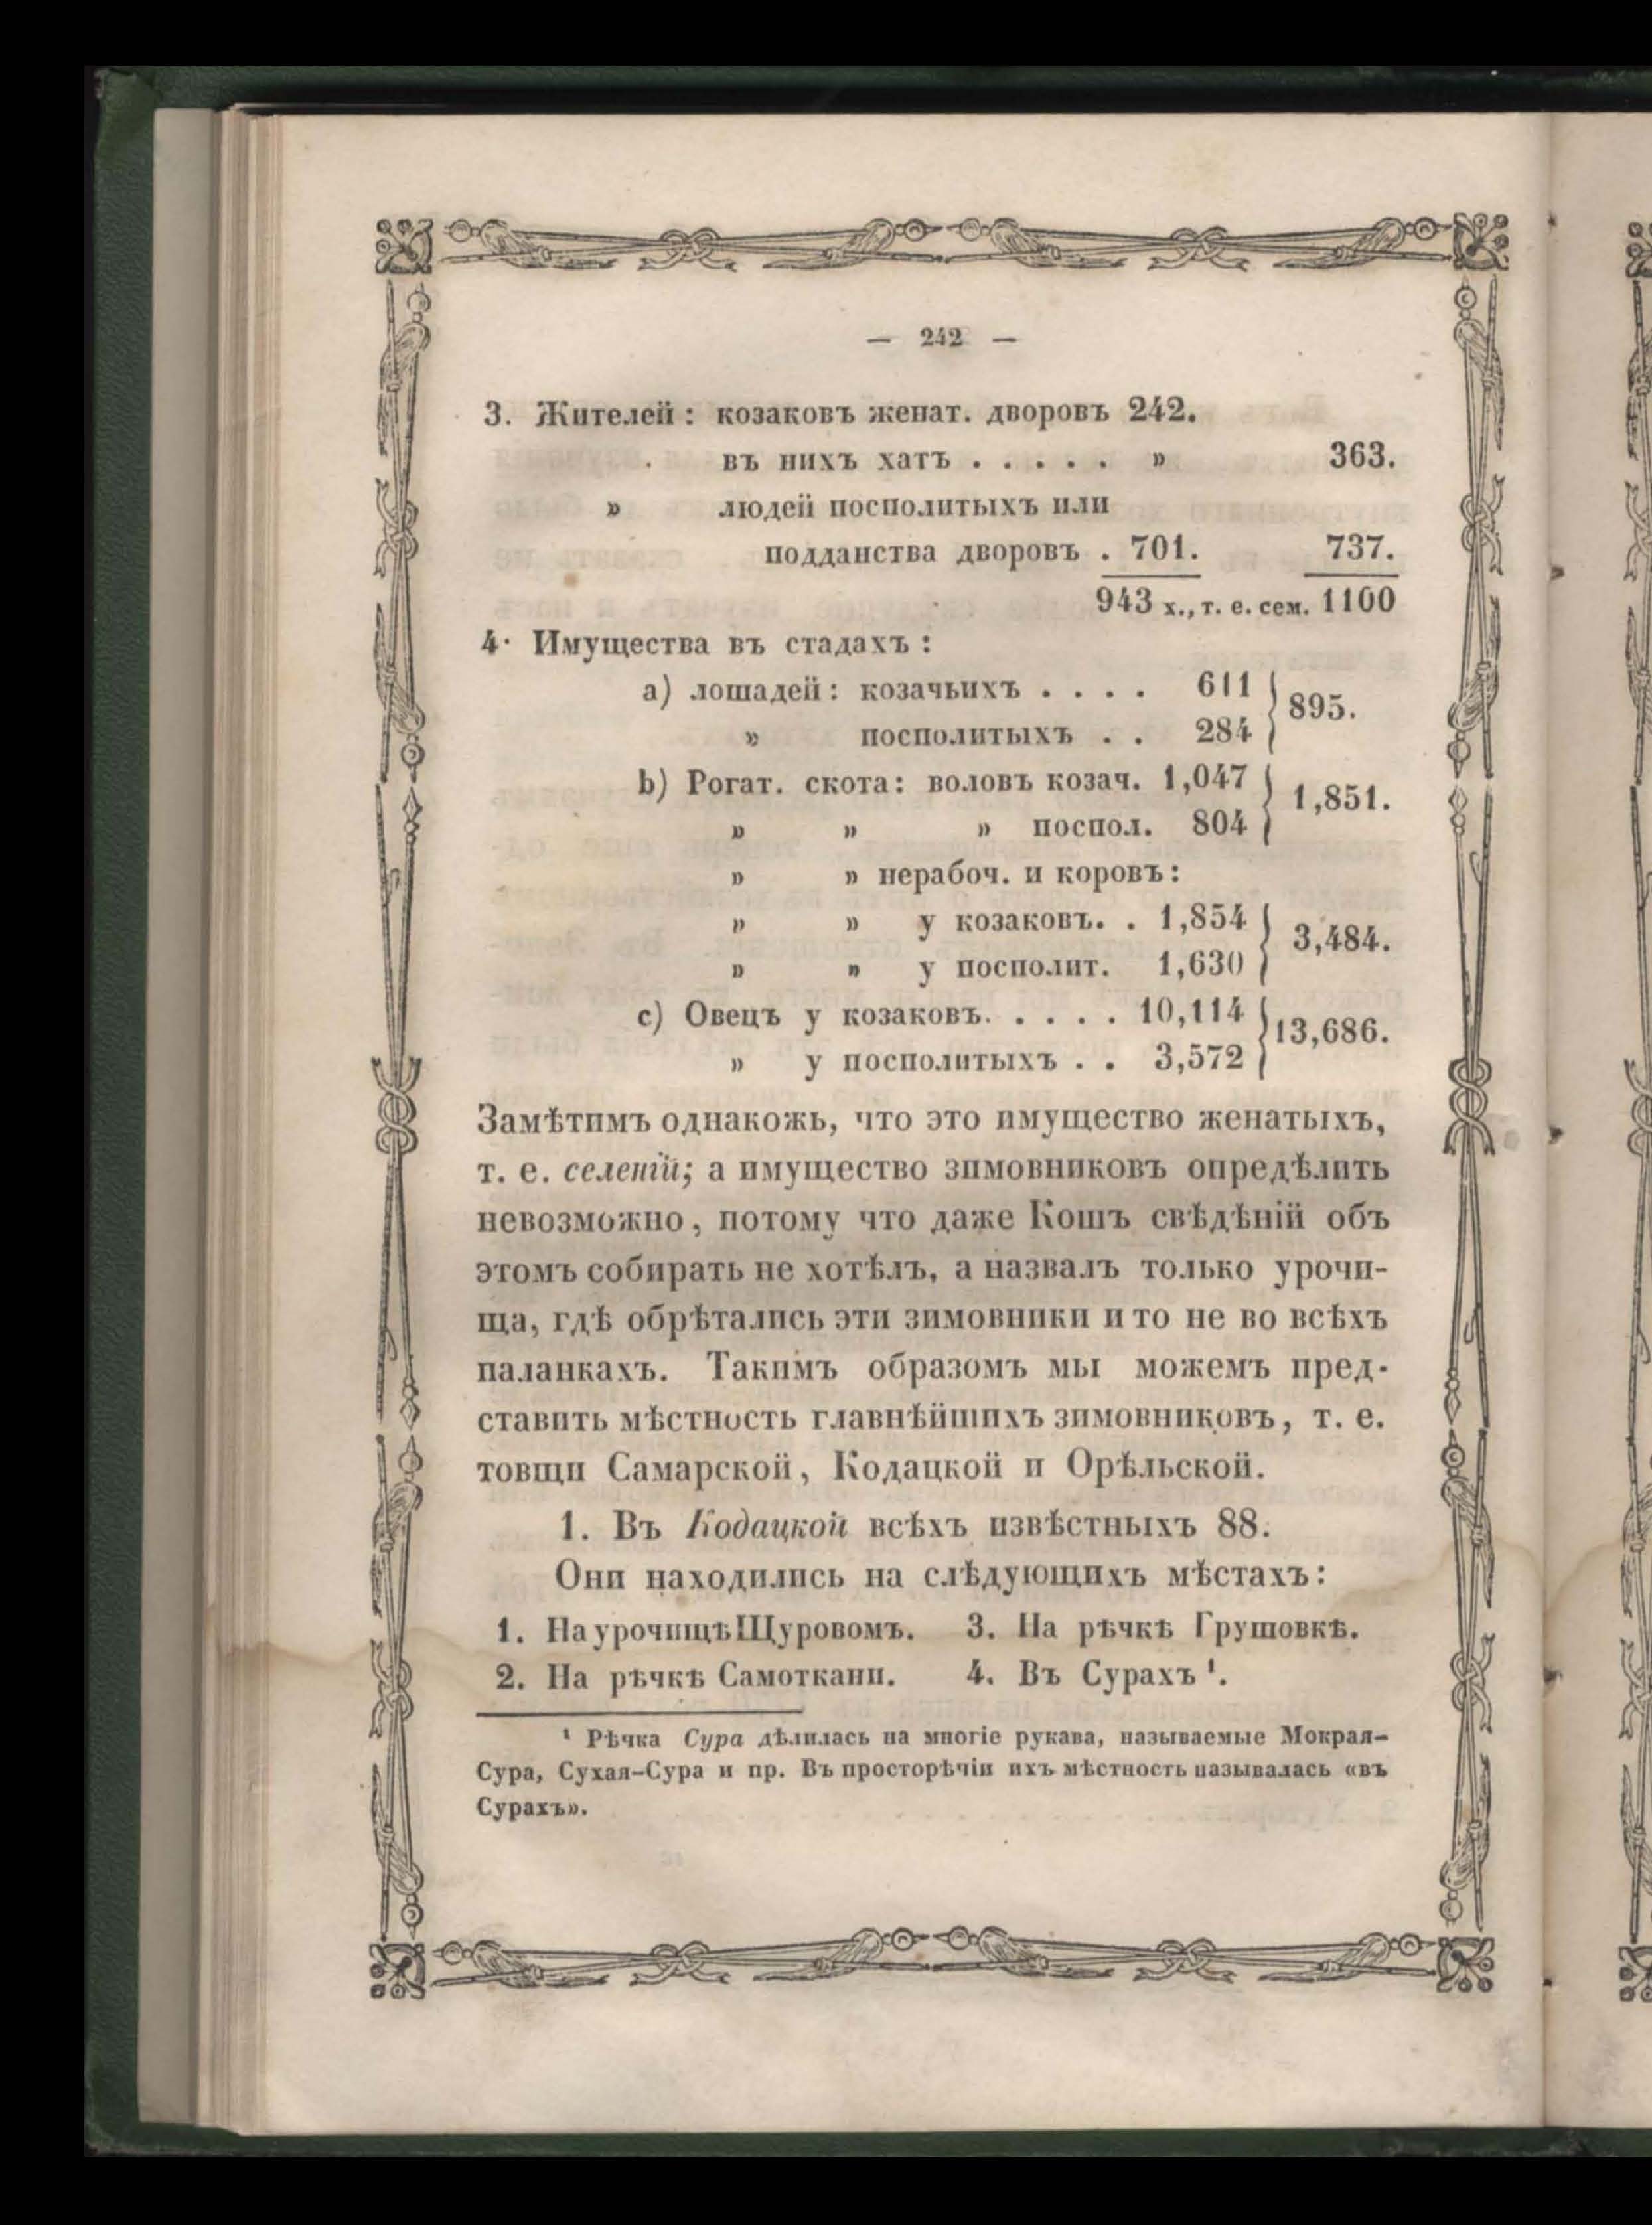 — 242 —
3. Жителей: козаковъ женат. дворовъ 242.
въ нихъ хатъ . . . . . » 363.
» людей посполитыхъ или
подданства дворовъ . 701. 737.
943 х., т. е. сем. 1100
4. Имущества въ стадахъ:
a) лошадей: козачьихъ . . . . 611 } 895.
» посполитыхъ . . 284
b) Рогат. скота: воловъ козач. 1,047 } 1,851.
» » » поспол. 804
» » нерабоч. и коровъ:
» » у козаковъ. . 1,854 } 3,484.
» » у посполит. 1,630
c) Овецъ у козаковъ. . . . . 10,114 } 13,686.
» у посполитыхъ . . 3,572
Замѣтимъ однакожь, что это имущество женатыхъ,
т. е. селеній; а имущество зимовниковъ опредѣлить
невозможно, потому что даже Кошъ свѣдѣній объ
этомъ собирать не хотѣлъ, а назвалъ только урочи-
ща, гдѣ обрѣтались эти зимовники и то не во всѣхъ
паланкахъ. Такимъ образомъ мы можемъ пред-
ставить мѣстность главнѣйшихъ зимовниковъ, т. е.
товщи Самарской, Кодацкой и Орѣльской.
1. Въ Кодацкой всѣхъ извѣстныхъ 88.
Они находились на слѣдующихъ мѣстахъ:
1. На урочищѣ Щуровомъ. 3. На рѣчкѣ Грушовкѣ.
2. На рѣчкѣ Самоткани. 4. Въ Сурахъ ¹.
¹ Рѣчка Сура дѣлилась на многіе рукава, называемые Мокрая-
Сура, Сухая-Сура и пр. Въ просторѣчіи ихъ мѣстность называлась «въ
Сурахъ».